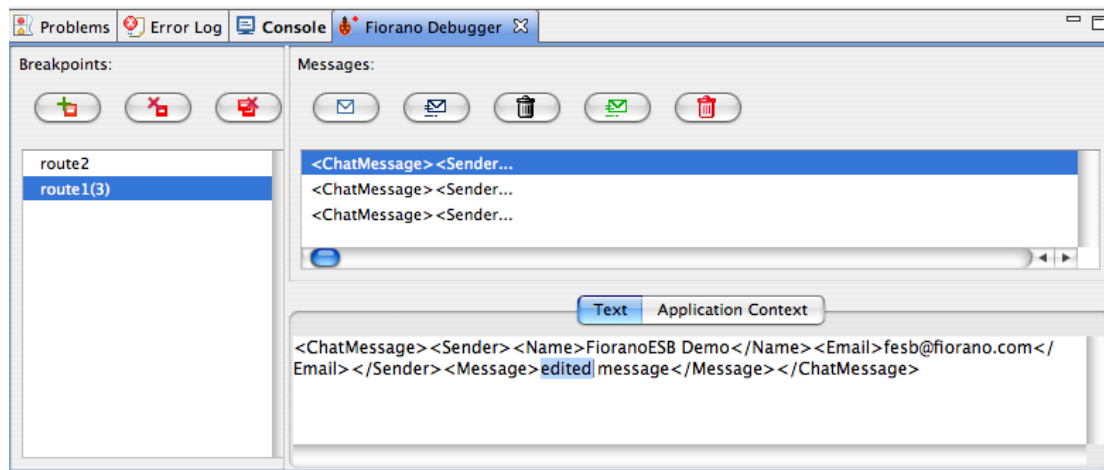 Problems Error Log Console Fiorano Debugger
Breakpoints:
Messages:
route2
route1(3)
<ChatMessage><Sender...
<ChatMessage><Sender...
<ChatMessage><Sender...
Text Application Context
<ChatMessage><Sender><Name>FioranoESB Demo</Name><Email>fesb@fiorano.com</
Email></Sender><Message>edited message</Message></ChatMessage>